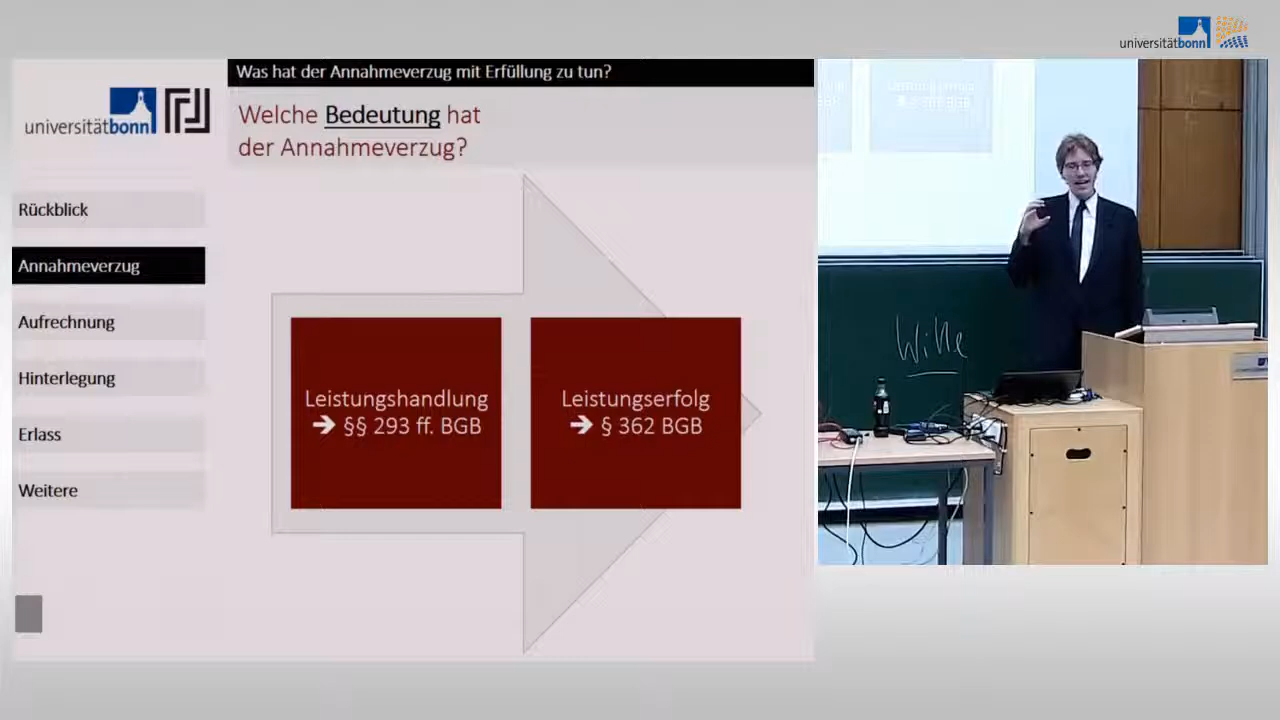 universitätbonn
Was hat der Annahmeverzug mit Erfüllung zu tun?
universitätbonn
Welche Bedeutung hat
der Annahmeverzug?
Rückblick
Annahmeverzug
Aufrechnung
Hinterlegung
Erlass
Weitere
Leistungshandlung
➔ §§ 293 ff. BGB
Leistungserfolg
➔ § 362 BGB
Wille